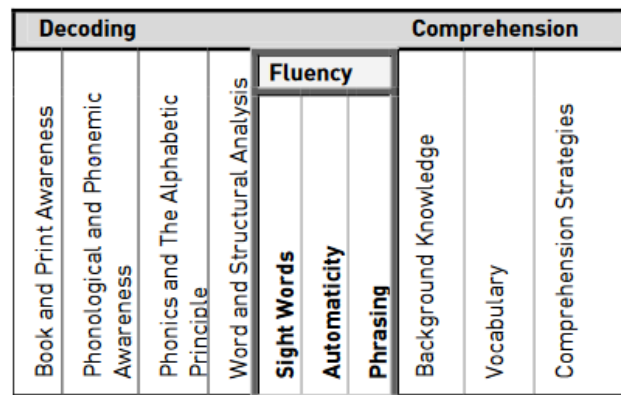 Decoding
Comprehension
Fluency
Book and Print Awareness
Phonological and Phonemic
Awareness
Phonics and The Alphabetic
Principle
Word and Structural Analysis
Sight Words
Automaticity
Phrasing
Background Knowledge
Vocabulary
Comprehension Strategies